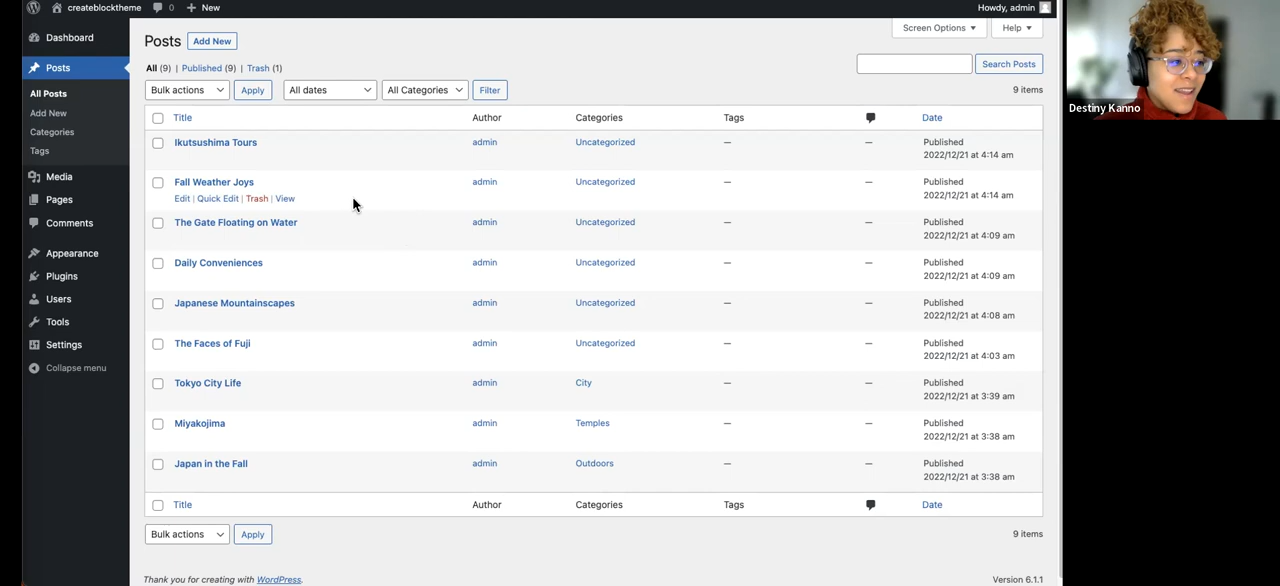 createblocktheme 0 New Howdy, admin
Dashboard
Posts
All Posts
Add New
Categories
Tags
Media
Pages
Comments
Appearance
Plugins
Users
Tools
Settings
Collapse menu
Posts Add New
Screen Options Help
All (9) | Published (9) | Trash (1)
Search Posts
Bulk actions Apply All dates All Categories Filter 9 items
Title Author Categories Tags Date
Ikutsushima Tours admin Uncategorized — — Published
2022/12/21 at 4:14 am
Fall Weather Joys admin Uncategorized — — Published
2022/12/21 at 4:14 am
Edit | Quick Edit | Trash | View
The Gate Floating on Water admin Uncategorized — — Published
2022/12/21 at 4:09 am
Daily Conveniences admin Uncategorized — — Published
2022/12/21 at 4:09 am
Japanese Mountainscapes admin Uncategorized — — Published
2022/12/21 at 4:08 am
The Faces of Fuji admin Uncategorized — — Published
2022/12/21 at 4:03 am
Tokyo City Life admin City — — Published
2022/12/21 at 3:39 am
Miyakojima admin Temples — — Published
2022/12/21 at 3:38 am
Japan in the Fall admin Outdoors — — Published
2022/12/21 at 3:38 am
Title Author Categories Tags Date
Bulk actions Apply 9 items
Thank you for creating with WordPress. Version 6.1.1
Destiny Kanno